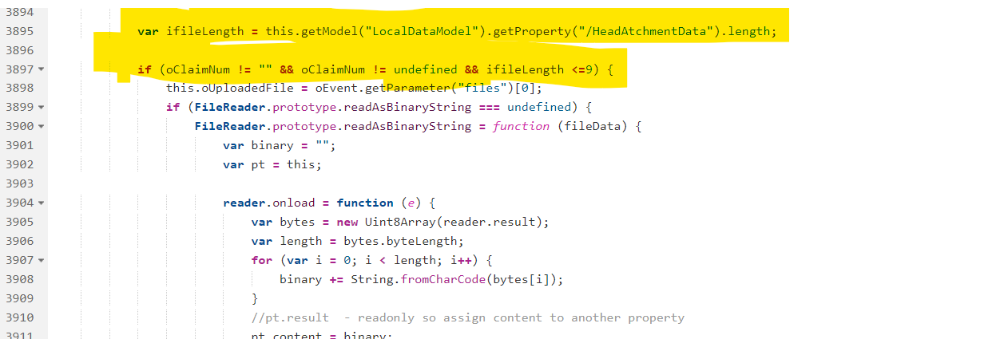 3894
3895 var ifileLength = this.getModel("LocalDataModel").getProperty("/HeadAtchmentData").length;
3896
3897 if (oClaimNum != "" && oClaimNum != undefined && ifileLength <=9) {
3898 this.oUploadedFile = oEvent.getParameter("files")[0];
3899 if (FileReader.prototype.readAsBinaryString === undefined) {
3900 FileReader.prototype.readAsBinaryString = function (fileData) {
3901 var binary = "";
3902 var pt = this;
3903
3904 reader.onload = function (e) {
3905 var bytes = new Uint8Array(reader.result);
3906 var length = bytes.byteLength;
3907 for (var i = 0; i < length; i++) {
3908 binary += String.fromCharCode(bytes[i]);
3909 }
3910 //pt.result  - readonly so assign content to another property
3911 pt.content = binary;